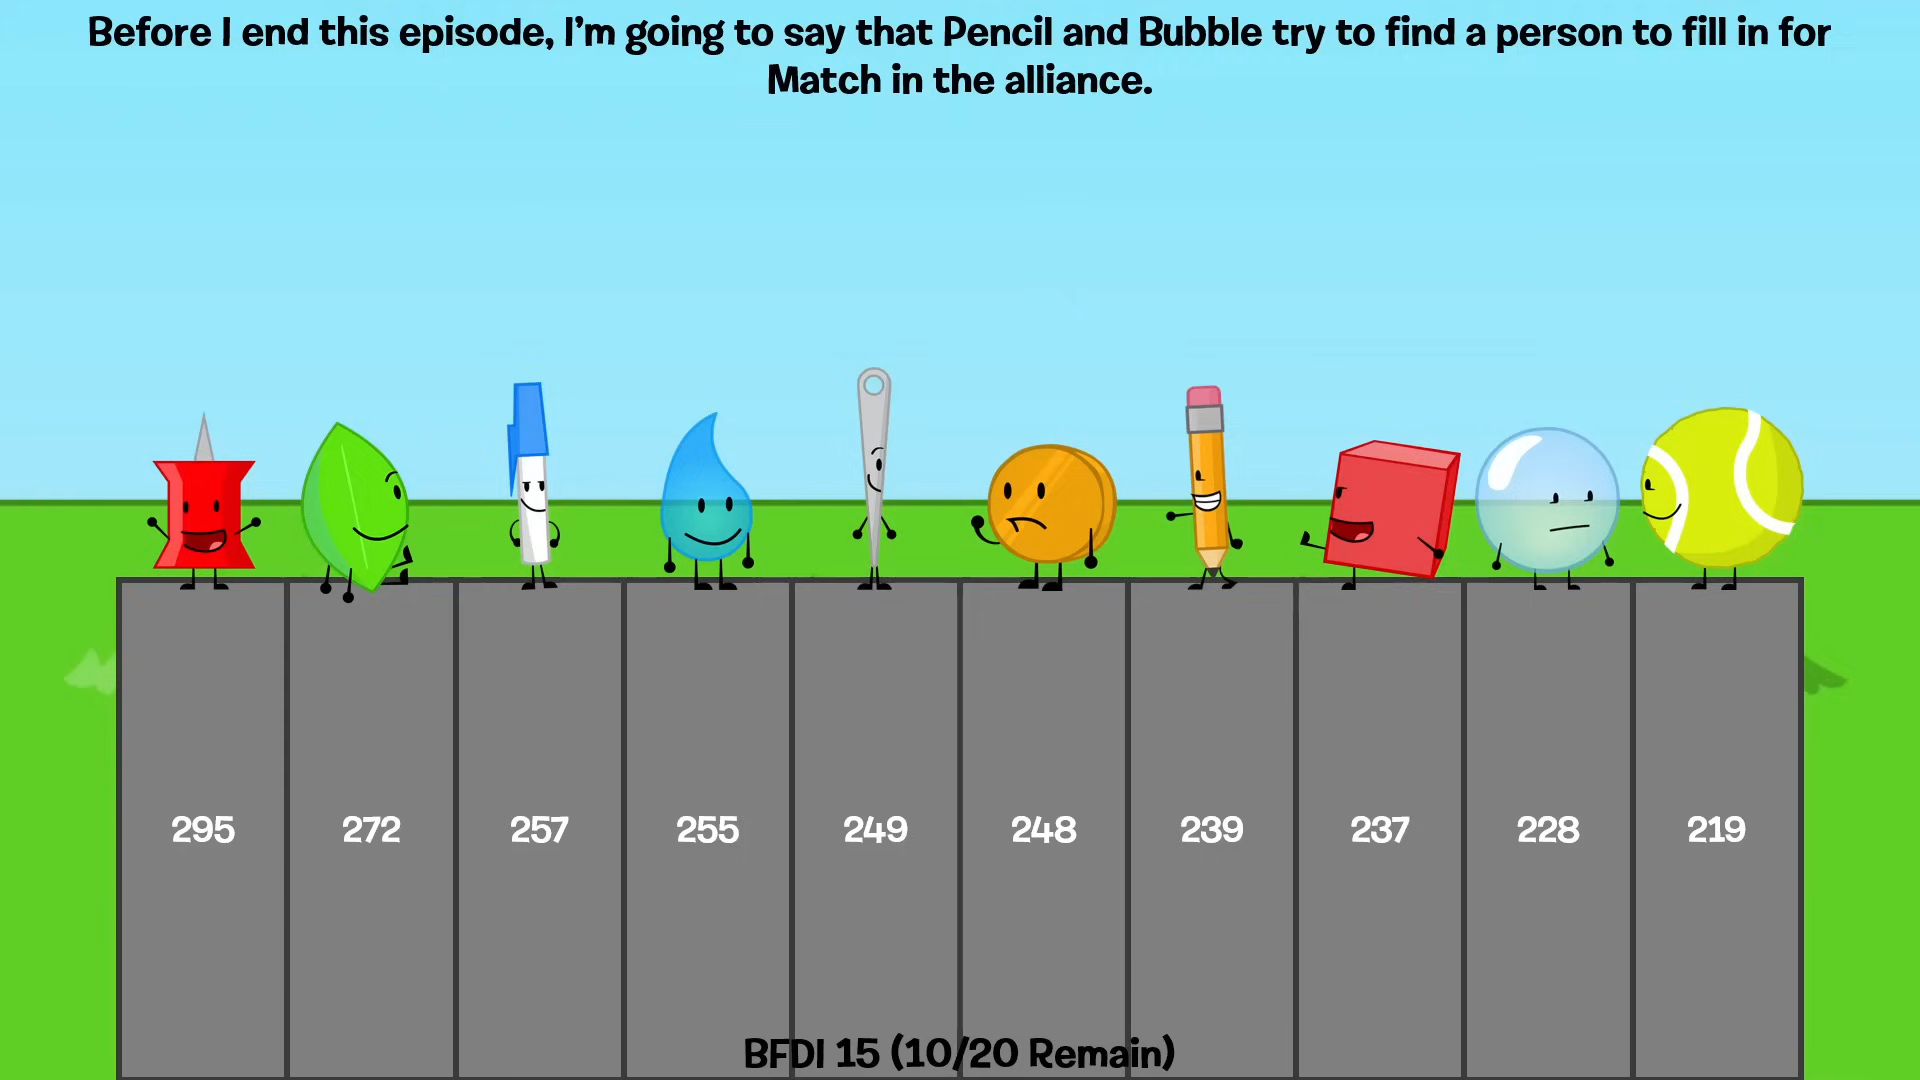 Before I end this episode, I'm going to say that Pencil and Bubble try to find a person to fill in for
Match in the alliance.
295 272 257 255 249 248 239 237 228 219
BFDI 15 (10/20 Remain)